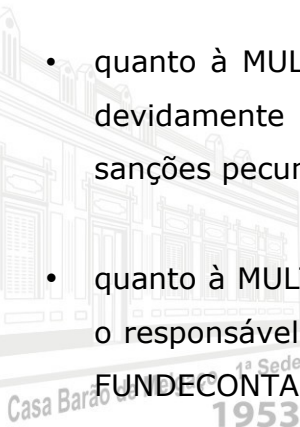 • quanto à MUL
devidamente
sanções pecun
• quanto à MUL
o responsável
FUNDECONTA
Casa Barão 1ª Sede
1953